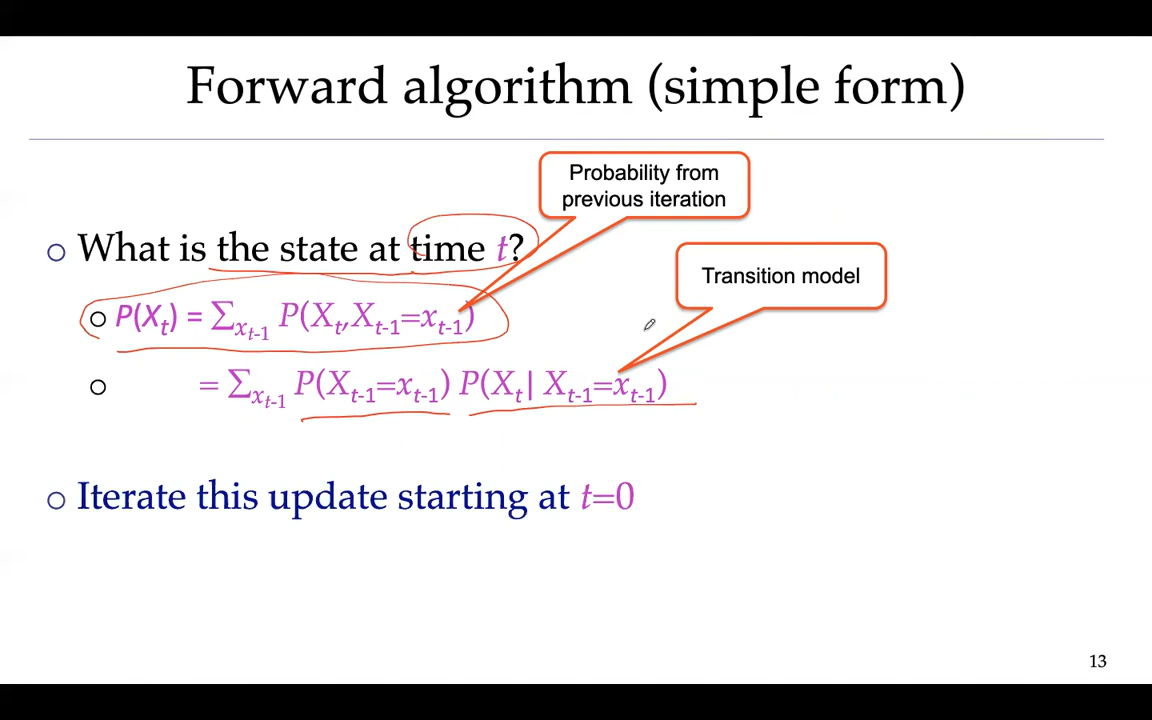 Forward algorithm (simple form)
Probability from
previous iteration
○ What is the state at time t?
Transition model
○ P(Xₜ) = ∑ₓₜ₋₁ P(Xₜ,Xₜ₋₁=xₜ₋₁)
○ = ∑ₓₜ₋₁ P(Xₜ₋₁=xₜ₋₁) P(Xₜ| Xₜ₋₁=xₜ₋₁)
○ Iterate this update starting at t=0
13